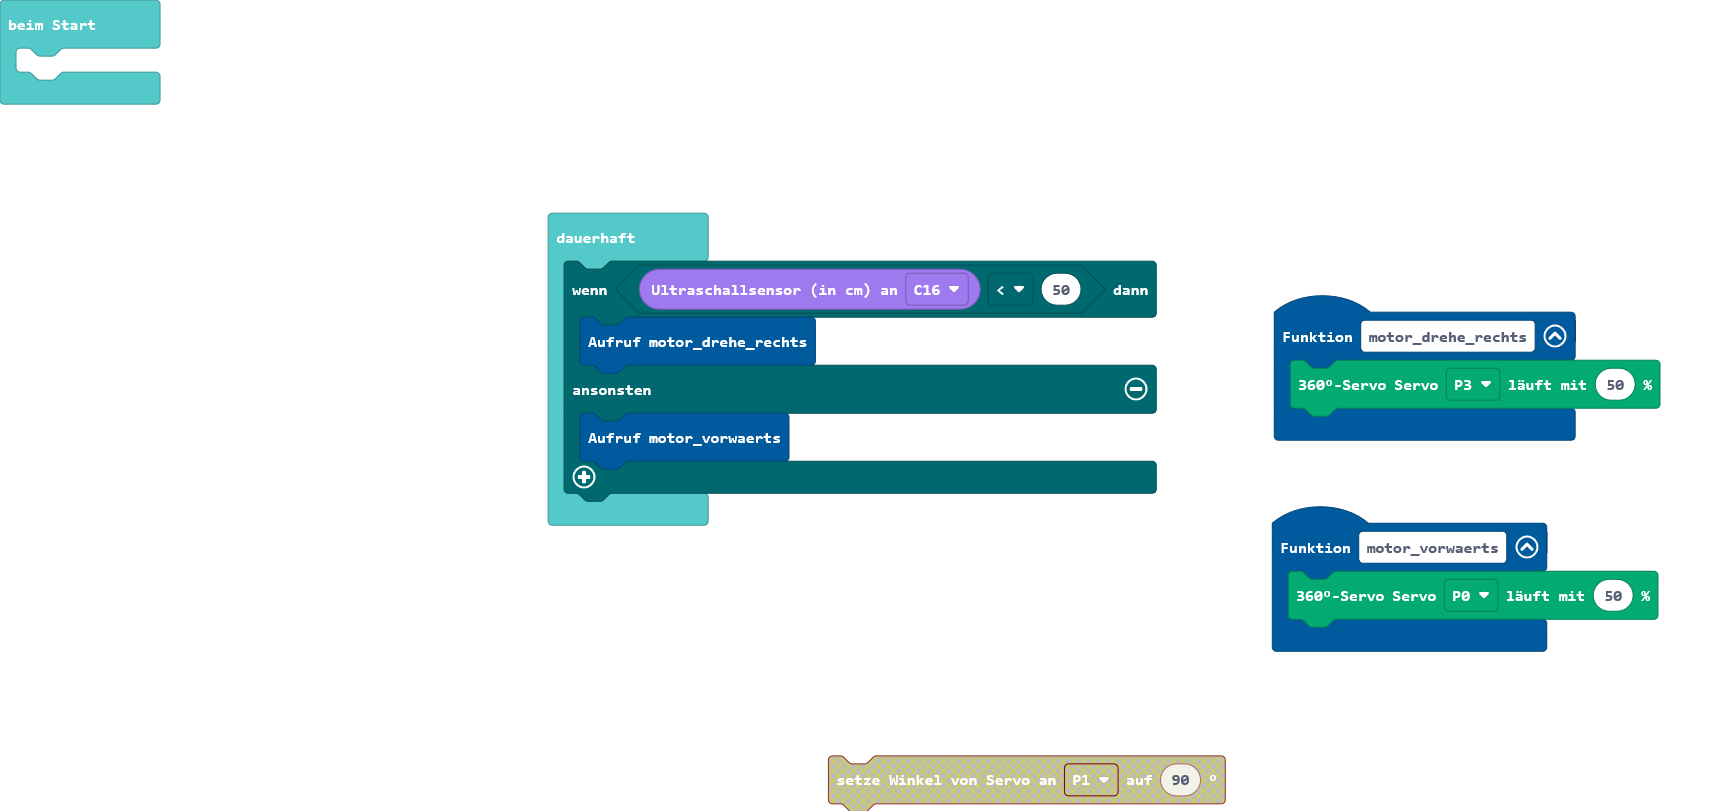 beim Start
dauerhaft
wenn Ultraschallsensor (in cm) an C16 < 50 dann
Aufruf motor_drehe_rechts
ansonsten
Aufruf motor_vorwaerts
Funktion motor_drehe_rechts
360°-Servo Servo P3 läuft mit 50 %
Funktion motor_vorwaerts
360°-Servo Servo P0 läuft mit 50 %
setze Winkel von Servo an P1 auf 90 °